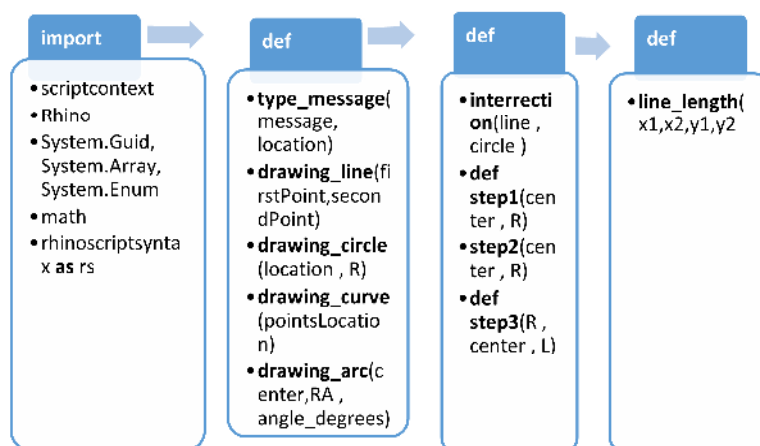 import
scriptcontext
Rhino
System.Guid,
System.Array,
System.Enum
math
rhinoscriptsynta
x as rs
def
type_message(
message,
location)
drawing_line(fi
rstPoint,secon
dPoint)
drawing_circle
(location , R)
drawing_curve
(pointsLocatio
n)
drawing_arc(c
enter,RA ,
angle_degrees)
def
interrecti
on(line ,
circle )
def
step1(cen
ter , R)
step2(cen
ter , R)
def
step3(R ,
center , L)
def
line_length(
x1,x2,y1,y2